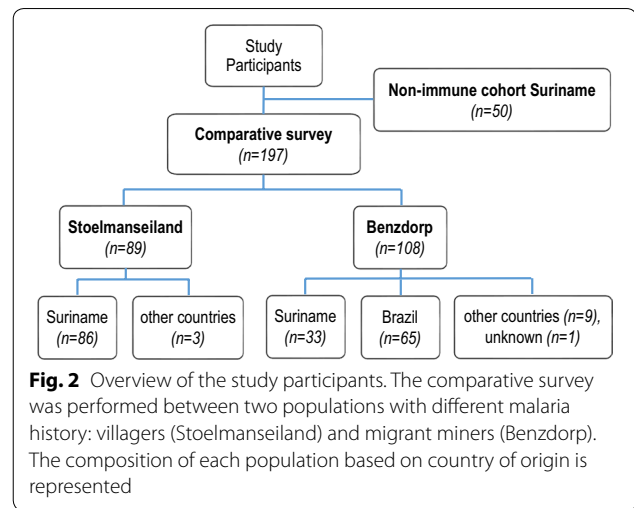 Study
Participants
Non-immune cohort Suriname
(n=50)
Comparative survey
(n=197)
Stoelmanseiland
(n=89)
Benzdorp
(n=108)
Suriname
(n=86)
other countries
(n=3)
Suriname
(n=33)
Brazil
(n=65)
other countries (n=9),
unknown (n=1)
Fig. 2 Overview of the study participants. The comparative survey
was performed between two populations with different malaria
history: villagers (Stoelmanseiland) and migrant miners (Benzdorp).
The composition of each population based on country of origin is
represented